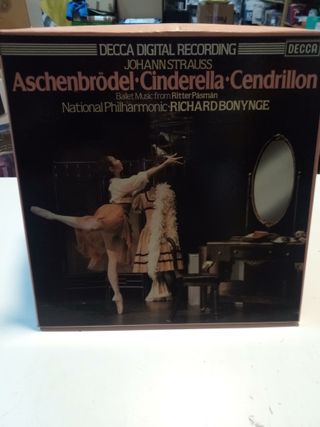 DECCA DIGITAL RECORDING
DECCA
JOHANN STRAUSS
Aschenbrödel·Cinderella·Cendrillon
Ballet Music from Ritter Pásmán
National Philharmonic·RICHARD BONYNGE